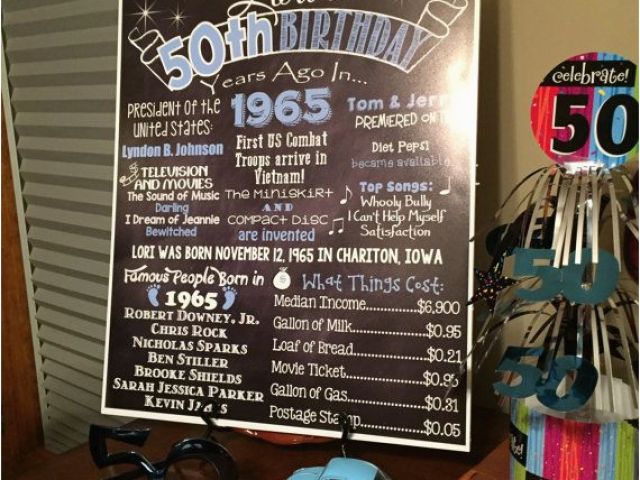 50th BIRTHDAY
Years Ago In...
PRESIDENT OF THE
UNITED STATES:
Lyndon B. Johnson
TELEVISION
AND MOVIES
The Sound of Music
Darling
I Dream of Jeannie
Bewitched
1965
First US Combat
Troops arrive in
Vietnam!
The Miniskirt
AND
Compact Disc
are invented
Tom & Jerr
PREMIERED ON T
Diet Pepsi
became available
Top Songs:
Whooly Bully
I Can't Help Myself
Satisfaction
LORI WAS BORN NOVEMBER 12, 1965 IN CHARITON, IOWA
Famous People Born in
1965
Robert Downey, Jr.
Chris Rock
Nicholas Sparks
Ben Stiller
Brooke Shields
Sarah Jessica Parker
Kevin
What Things Cost:
Median Income.............$6,900
Gallon of Milk................$0.95
Loaf of Bread.................$0.21
Movie Ticket..................
Gallon of Gas.................$0.31
Postage Stamp..............$0.05
celebrate!
50
50
50
50